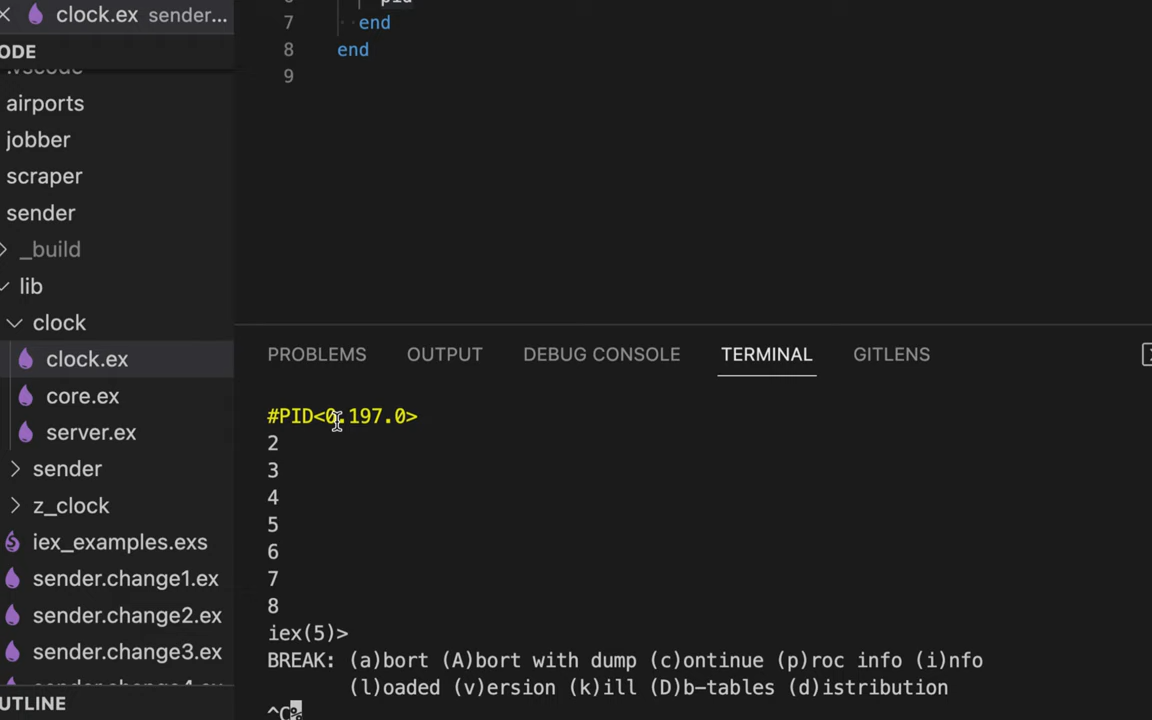 clock.ex sender...
ODE
.vscode
airports
jobber
scraper
sender
_build
lib
clock
clock.ex
core.ex
server.ex
sender
z_clock
iex_examples.exs
sender.change1.ex
sender.change2.ex
sender.change3.ex
pid
7 end
8 end
9
PROBLEMS OUTPUT DEBUG CONSOLE TERMINAL GITLENS
#PID<0.197.0>
2
3
4
5
6
7
8
iex(5)>
BREAK: (a)bort (A)bort with dump (c)ontinue (p)roc info (i)nfo
(l)oaded (v)ersion (k)ill (D)b-tables (d)istribution
^C%
UTLINE